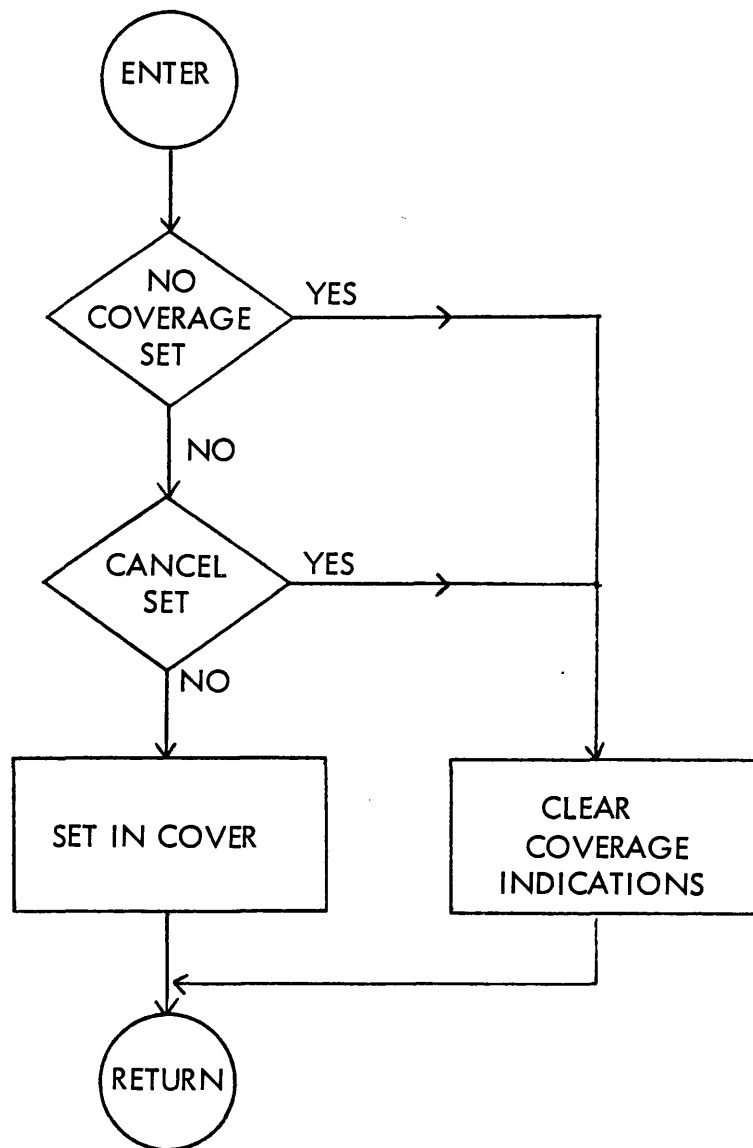 ENTER
NO
COVERAGE
SET
YES
NO
CANCEL
SET
YES
NO
SET IN COVER
CLEAR
COVERAGE
INDICATIONS
RETURN